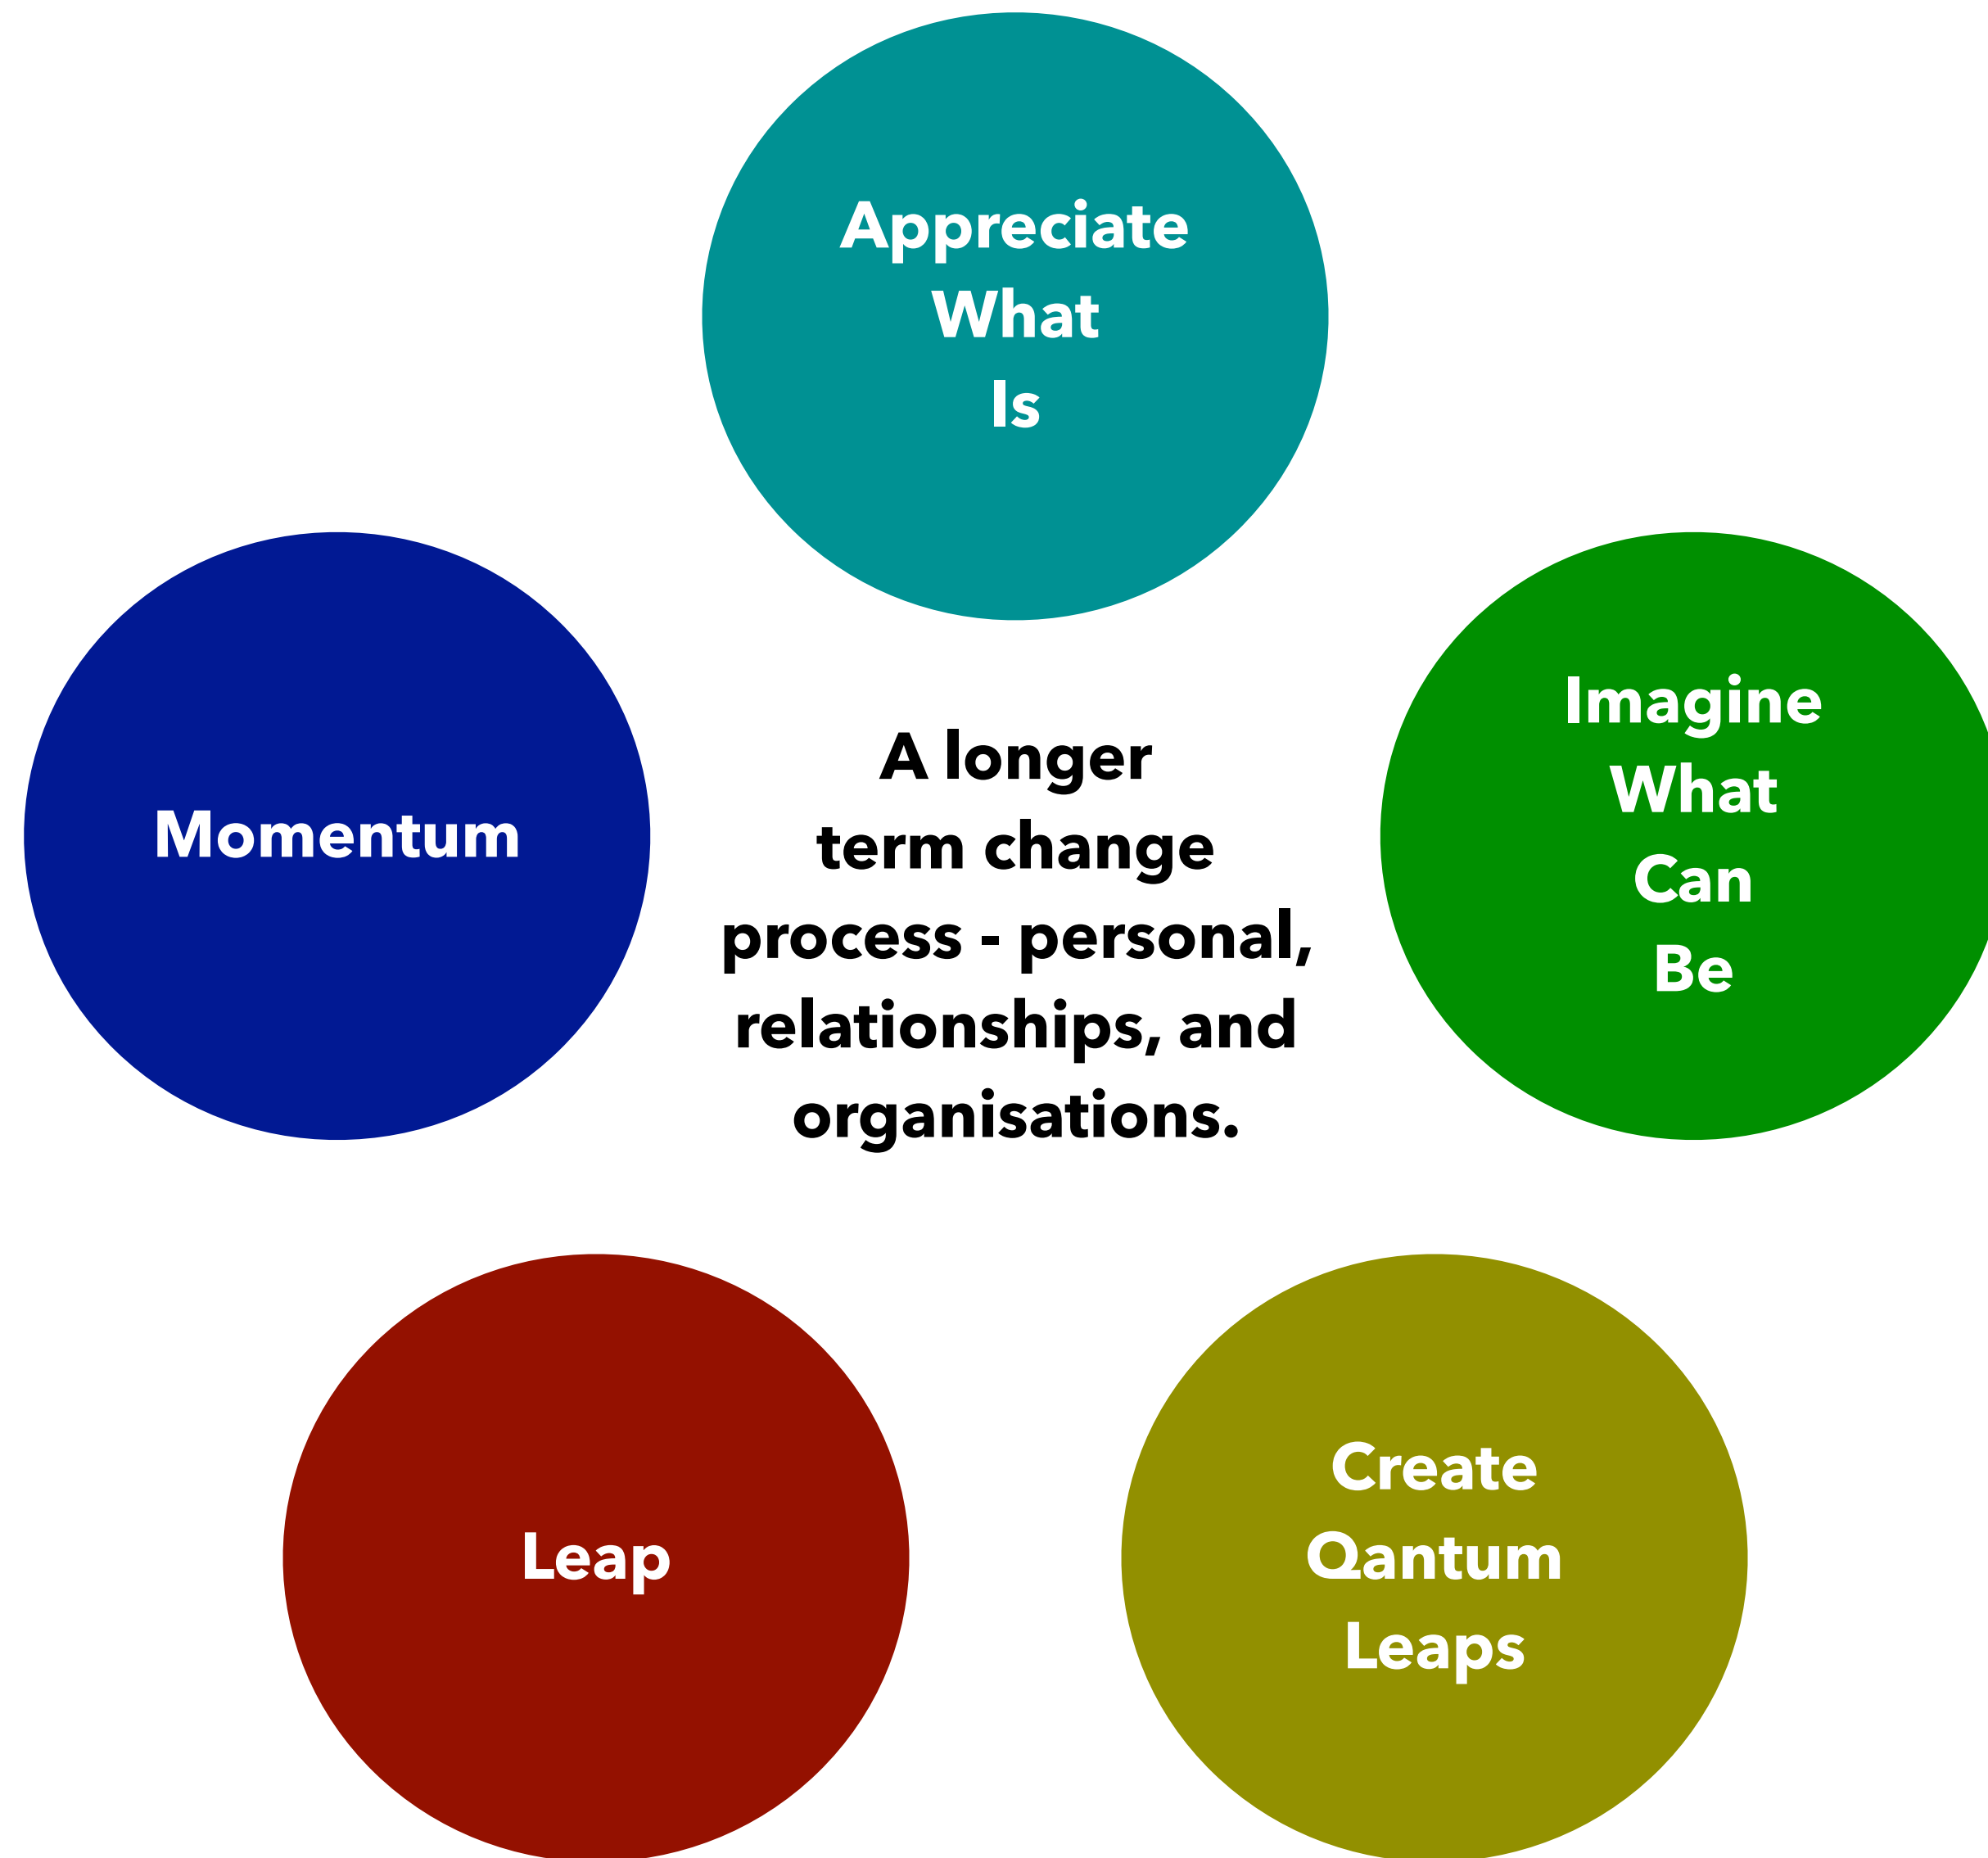 Appreciate
What
Is
Imagine
What
Can
Be
Create
Qantum
Leaps
Leap
Momentum
A longer
term change
process - personal,
relationships, and
organisations.